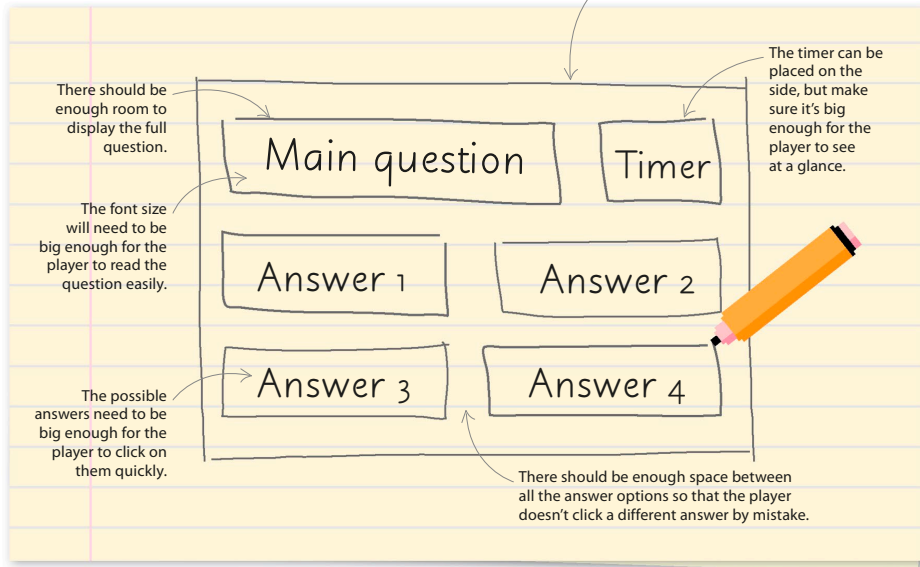 The timer can be
placed on the
side, but make
sure it's big
enough for the
player to see
at a glance.
There should be
enough room to
display the full
question.
Main question
Timer
The font size
will need to be
big enough for the
player to read the
question easily.
Answer 1
Answer 2
Answer 3
Answer 4
The possible
answers need to be
big enough for the
player to click on
them quickly.
There should be enough space between
all the answer options so that the player
doesn't click a different answer by mistake.